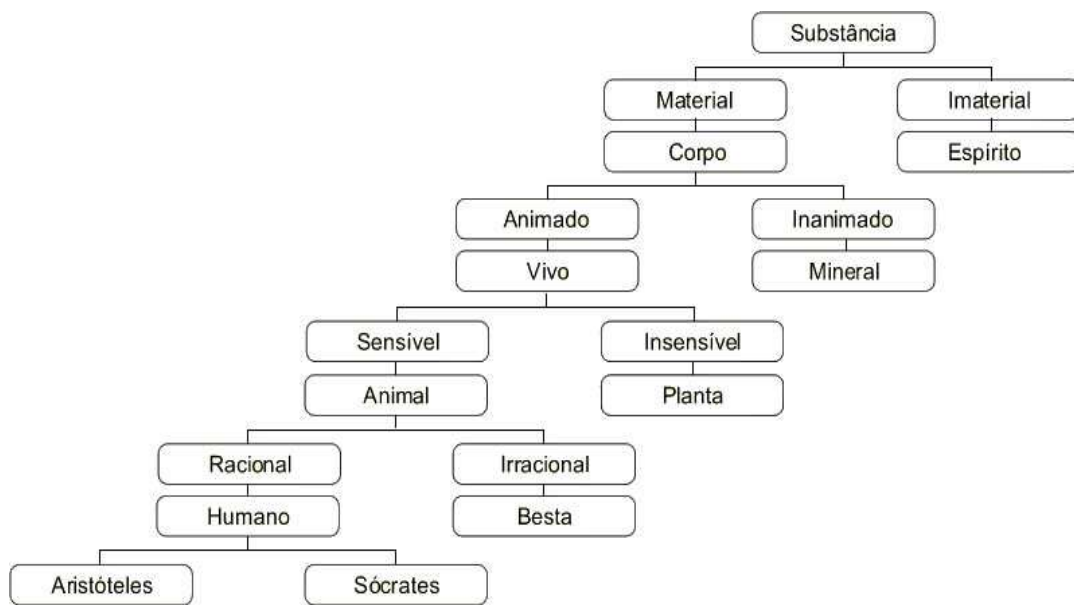 Substância
Material Imaterial
Corpo Espírito
Animado Inanimado
Vivo Mineral
Sensível Insensível
Animal Planta
Racional Irracional
Humano Besta
Aristóteles Sócrates